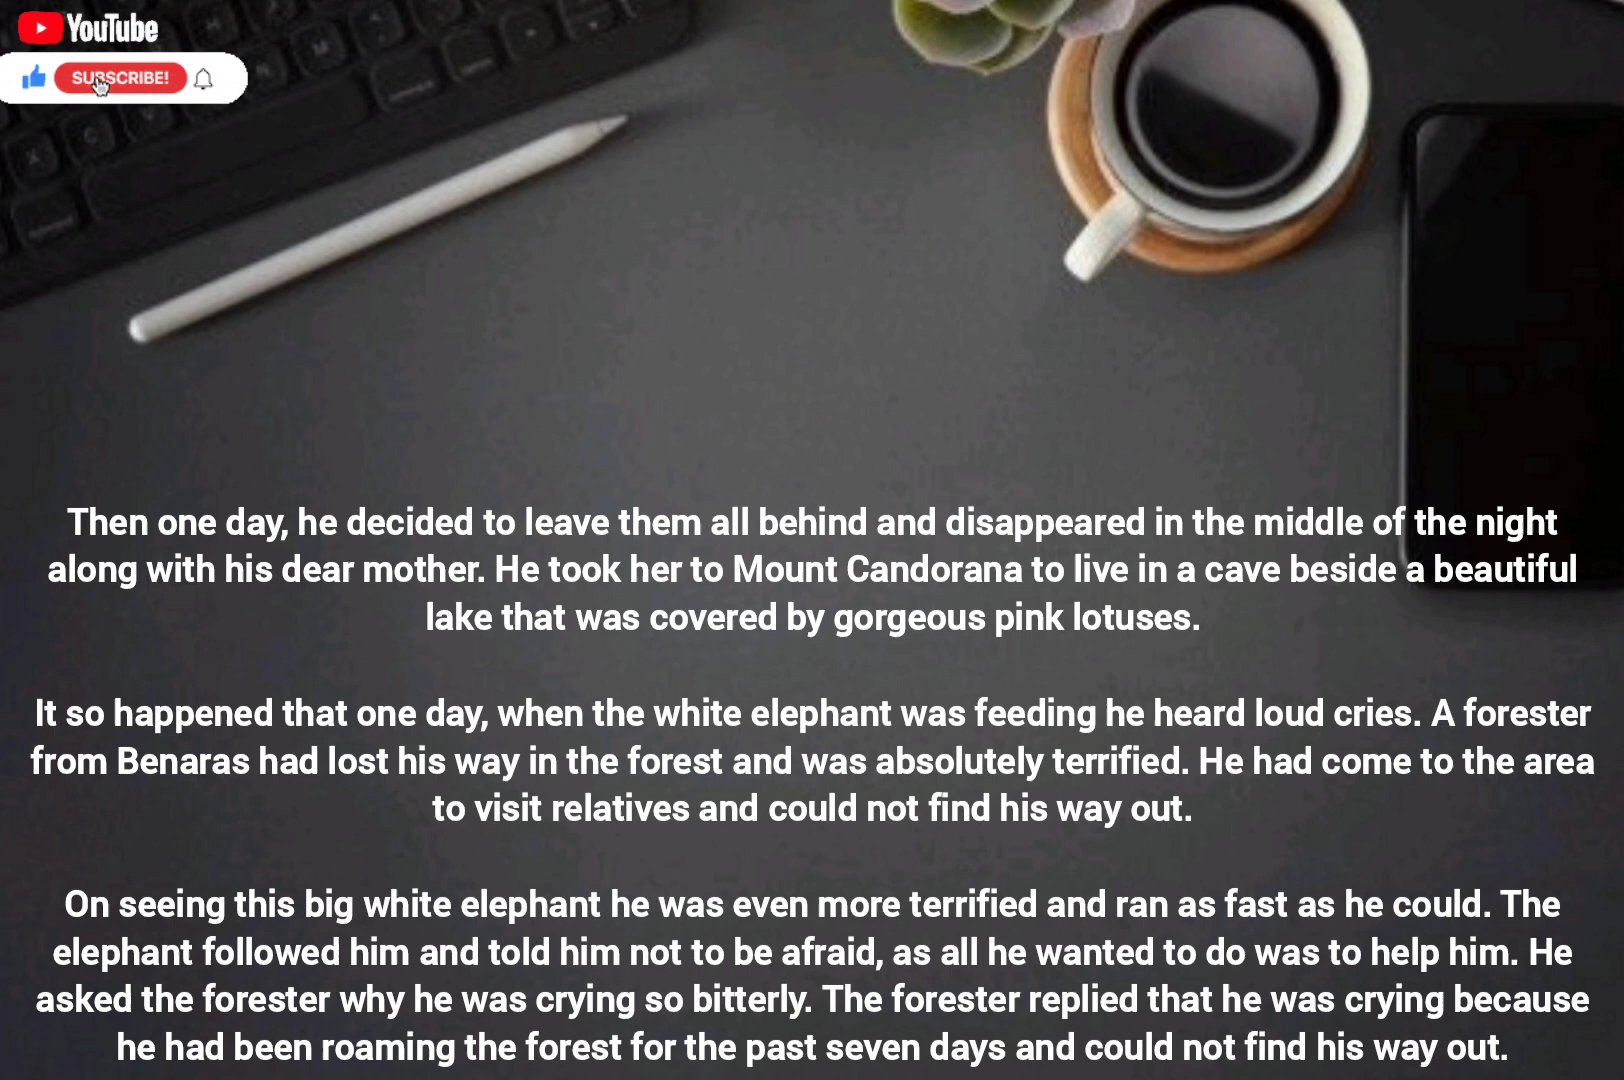 YouTube
SUBSCRIBE!
Then one day, he decided to leave them all behind and disappeared in the middle of the night
along with his dear mother. He took her to Mount Candorana to live in a cave beside a beautiful
lake that was covered by gorgeous pink lotuses.
It so happened that one day, when the white elephant was feeding he heard loud cries. A forester
from Benaras had lost his way in the forest and was absolutely terrified. He had come to the area
to visit relatives and could not find his way out.
On seeing this big white elephant he was even more terrified and ran as fast as he could. The
elephant followed him and told him not to be afraid, as all he wanted to do was to help him. He
asked the forester why he was crying so bitterly. The forester replied that he was crying because
he had been roaming the forest for the past seven days and could not find his way out.